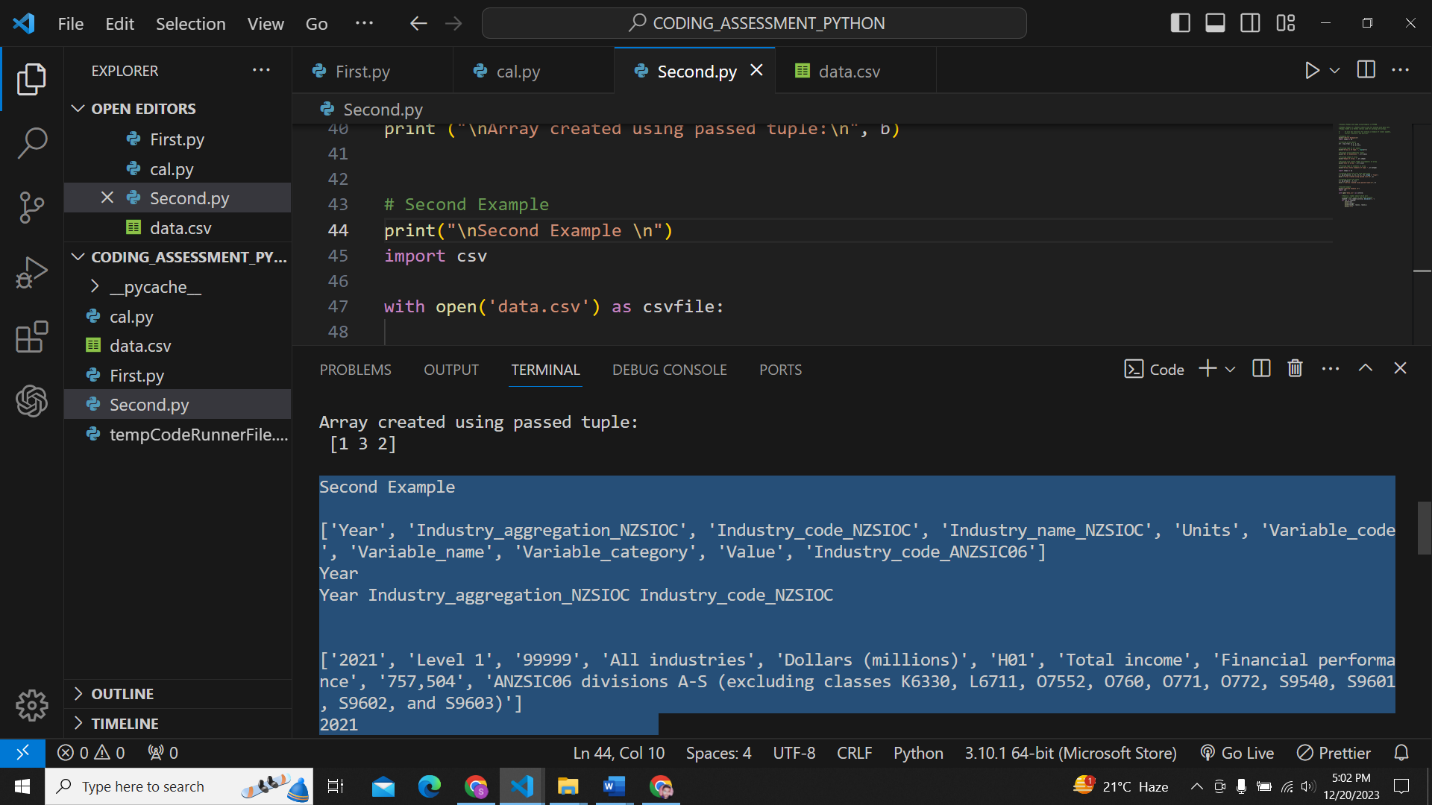 File Edit Selection View Go ···
CODING_ASSESSMENT_PYTHON
EXPLORER
OPEN EDITORS
First.py
cal.py
Second.py
data.csv
CODING_ASSESSMENT_PY...
__pycache__
cal.py
data.csv
First.py
Second.py
tempCodeRunnerFile....
OUTLINE
TIMELINE
First.py cal.py Second.py data.csv
Second.py
40 print ("\nArray created using passed tuple:\n", b)
41
42
43 # Second Example
44 print("\nSecond Example \n")
45 import csv
46
47 with open('data.csv') as csvfile:
48
PROBLEMS OUTPUT TERMINAL DEBUG CONSOLE PORTS
Code
Array created using passed tuple:
[1 3 2]
Second Example
['Year', 'Industry_aggregation_NZSIOC', 'Industry_code_NZSIOC', 'Industry_name_NZSIOC', 'Units', 'Variable_code
', 'Variable_name', 'Variable_category', 'Value', 'Industry_code_ANZSIC06']
Year
Year Industry_aggregation_NZSIOC Industry_code_NZSIOC
['2021', 'Level 1', '99999', 'All industries', 'Dollars (millions)', 'H01', 'Total income', 'Financial performa
nce', '757,504', 'ANZSIC06 divisions A-S (excluding classes K6330, L6711, O7552, O760, O771, O772, S9540, S9601
, S9602, and S9603)']
2021
0 0 0 Ln 44, Col 10 Spaces: 4 UTF-8 CRLF Python 3.10.1 64-bit (Microsoft Store) Go Live Prettier
Type here to search
21°C Haze
5:02 PM
12/20/2023